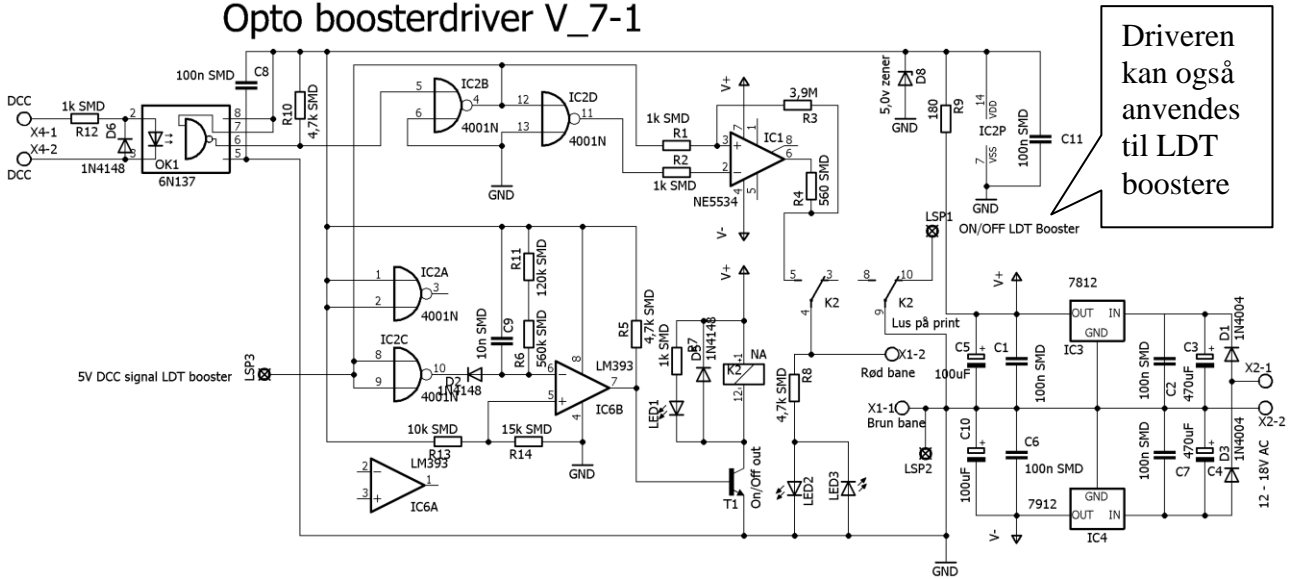 Opto boosterdriver V_7-1
Driveren
kan også
anvendes
til LDT
boostere
DCC
X4-1
X4-2
DCC
1k SMD
R12
D6
1N4148
2
3
OK1
6N137
8
7
6
5
100n SMD
C8
R10
4,7k SMD
5
6
IC2B
4
4001N
12
13
IC2D
11
4001N
GND
1k SMD
R1
R2
1k SMD
V+
7
1
3
2
IC1
8
6
4
5
NE5534
V-
3,9M
R3
R4
560 SMD
5,0v zener
D8
GND
180
R9
14
VDD
IC2P
7
VSS
GND
100n SMD
C11
ON/OFF LDT Booster
LSP1
5
3
4
K2
8
10
9
K2
Lus på print
1
2
IC2A
3
4001N
IC2C
8
9
10
4001N
5V DCC signal LDT booster
LSP3
D2
1N4148
10n SMD
C9
R11
120k SMD
R6
560k SMD
8
6
5
7
4
LM393
IC6B
GND
10k SMD
R13
15k SMD
R14
LM393
2
3
1
IC6A
R5
4,7k SMD
V+
1k SMD
R7
D5
1N4148
NA
K2
1
12
LED1
T1
On/Off out
4,7k SMD
R8
LED2
LED3
X1-2
Rød bane
X1-1
Brun bane
LSP2
V+
7812
OUT
IN
GND
IC3
C5
100uF
C1
100n SMD
100n SMD
C2
C3
470uF
D1
1N4004
X2-1
X2-2
12 - 18V AC
C10
100uF
C6
100n SMD
100n SMD
C7
470uF
C4
D3
1N4004
7912
GND
OUT
IN
IC4
V-
GND